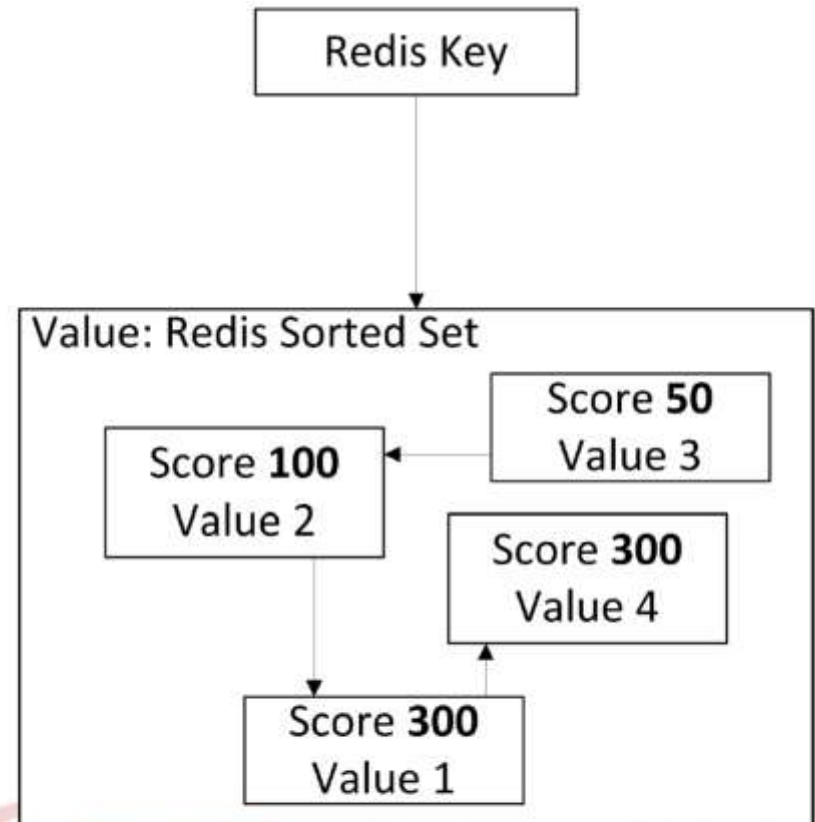 Redis Key
Value: Redis Sorted Set
Score 50
Value 3
Score 100
Value 2
Score 300
Value 4
Score 300
Value 1